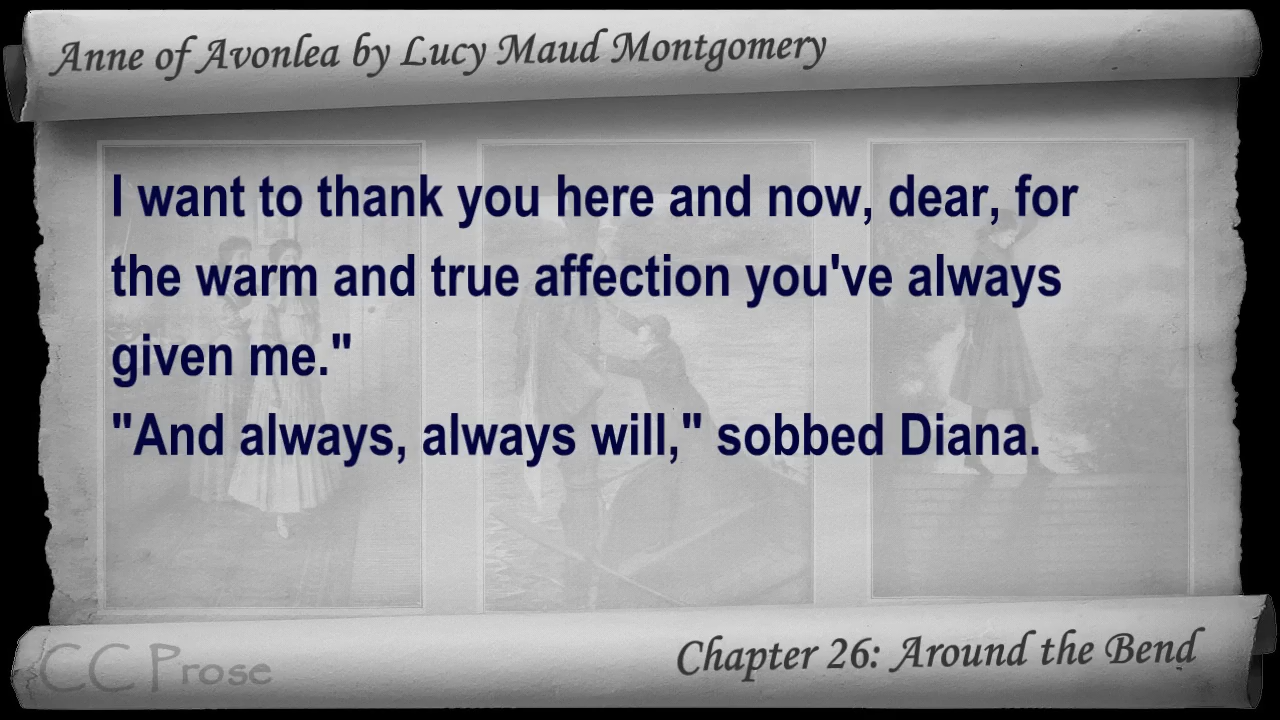 Anne of Avonlea by Lucy Maud Montgomery
I want to thank you here and now, dear, for
the warm and true affection you've always
given me."
"And always, always will," sobbed Diana.
CC Prose
Chapter 26: Around the Bend